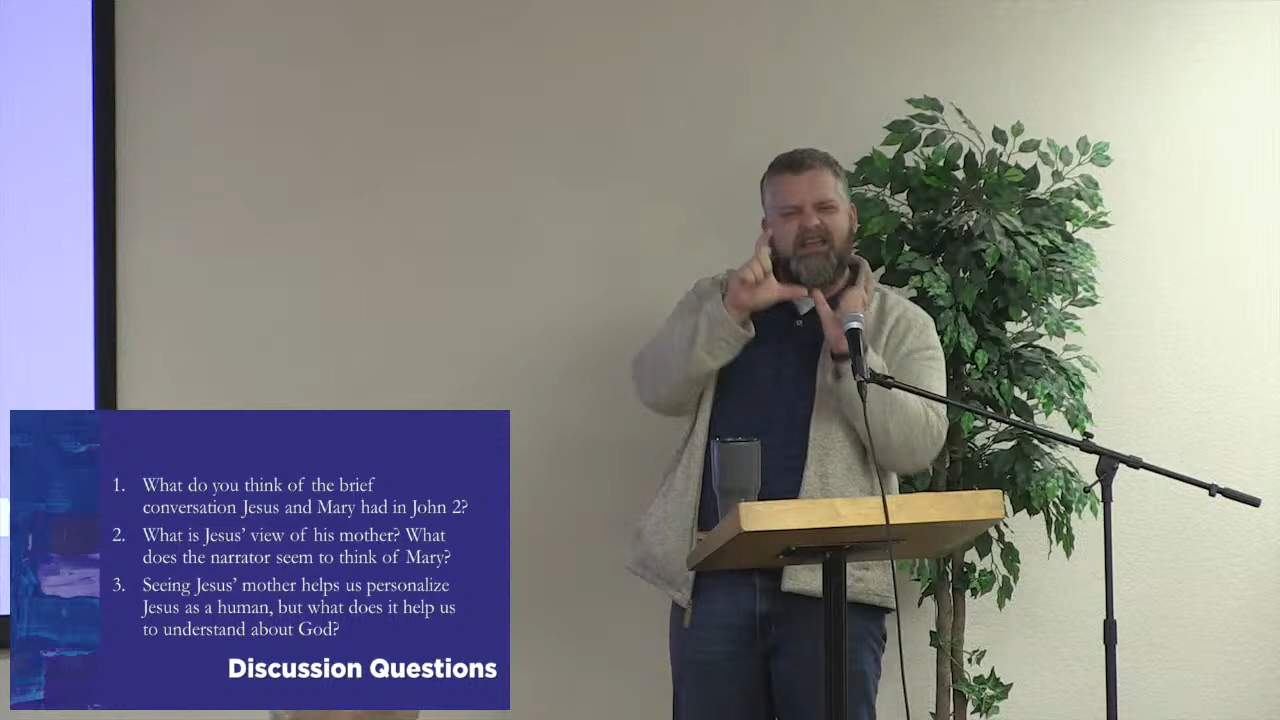 1. What do you think of the brief
conversation Jesus and Mary had in John 2?
2. What is Jesus’ view of his mother? What
does the narrator seem to think of Mary?
3. Seeing Jesus’ mother helps us personalize
Jesus as a human, but what does it help us
to understand about God?
Discussion Questions